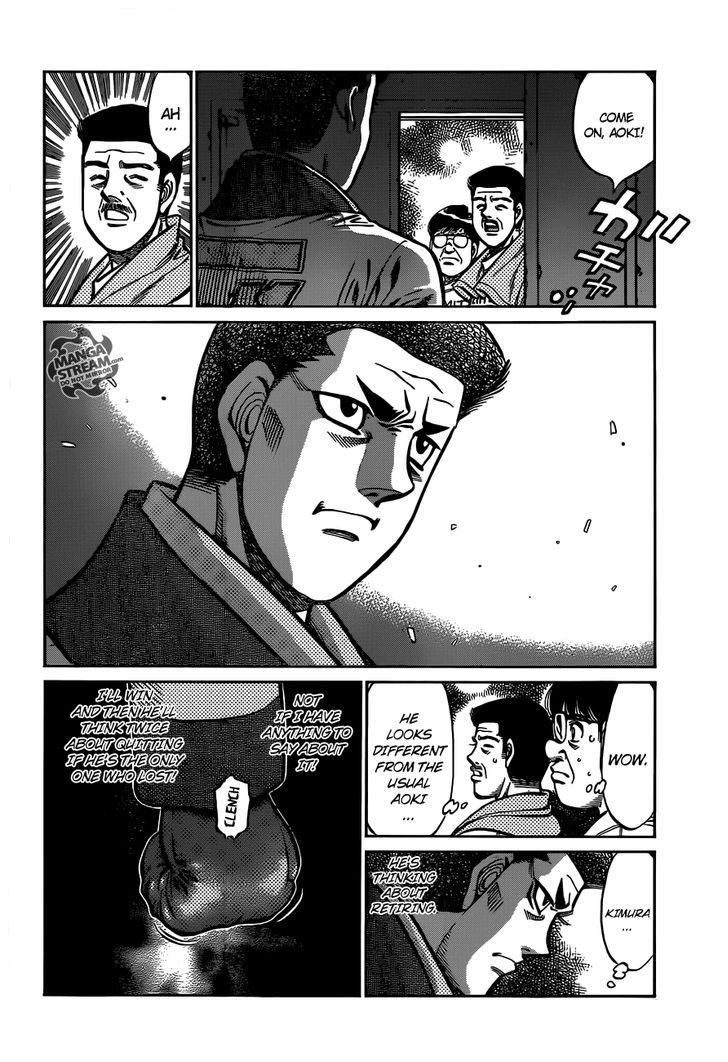 COME
ON, AOKI!
ガチャ
AH
...
MANGA
STREAM.com
DO NOT MIRROR
WOW.
HE
LOOKS
DIFFERENT
FROM THE
USUAL
AOKI
...
KIMURA
...
HE'S
THINKING
ABOUT
RETIRING.
NOT
IF I HAVE
ANYTHING TO
SAY ABOUT
IT!
CLENCH
I'LL WIN
AND THEN HE'LL
THINK TWICE
ABOUT QUITTING
IF HE'S THE ONLY
ONE WHO LOST!